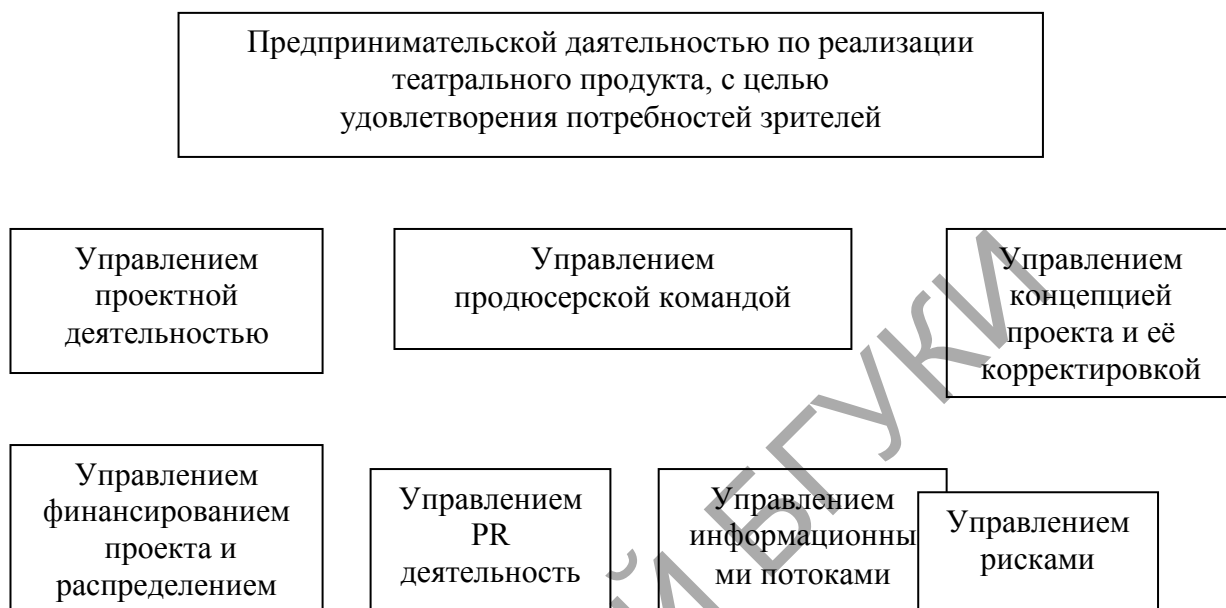 Предпринимательской даятельностью по реализации
театрального продукта, с целью
удовлетворения потребностей зрителей
Управлением
проектной
деятельностью
Управлением
продюсерской командой
Управлением
концепцией
проекта и её
корректировкой
Управлением
финансированием
проекта и
распределением
Управлением
PR
деятельность
Управлением
информационны
ми потоками
Управлением
рисками
Й БГУКИ